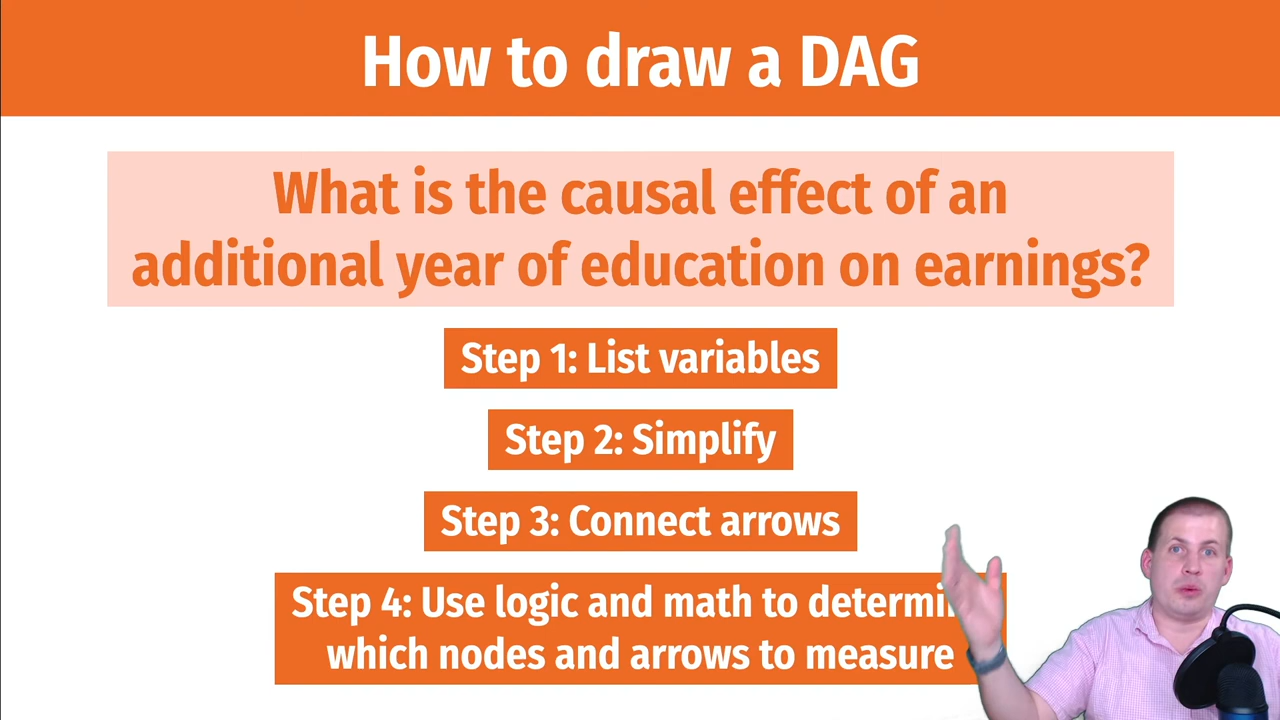 How to draw a DAG
What is the causal effect of an
additional year of education on earnings?
Step 1: List variables
Step 2: Simplify
Step 3: Connect arrows
Step 4: Use logic and math to
which nodes and arrows to measure